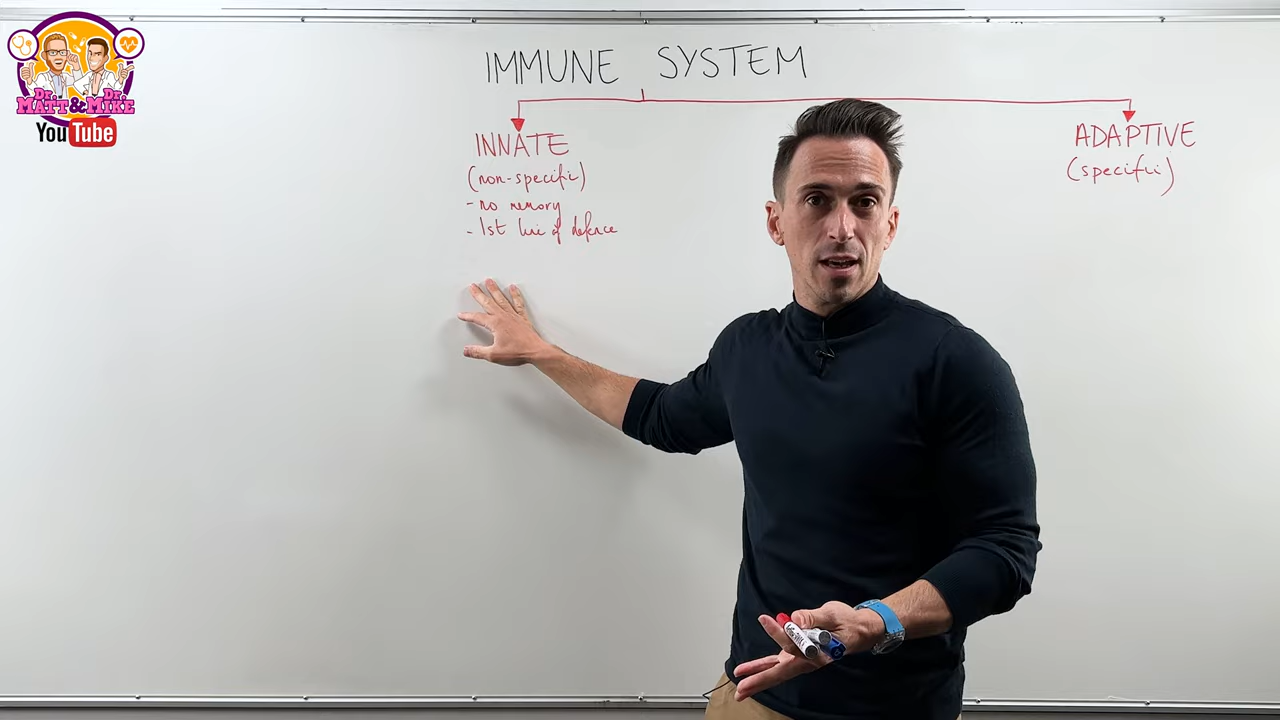 Dr. Dr.
MATT & MIKE
YouTube
IMMUNE SYSTEM
INNATE
(non-specific)
- no memory
- 1st line of defence
ADAPTIVE
(specific)